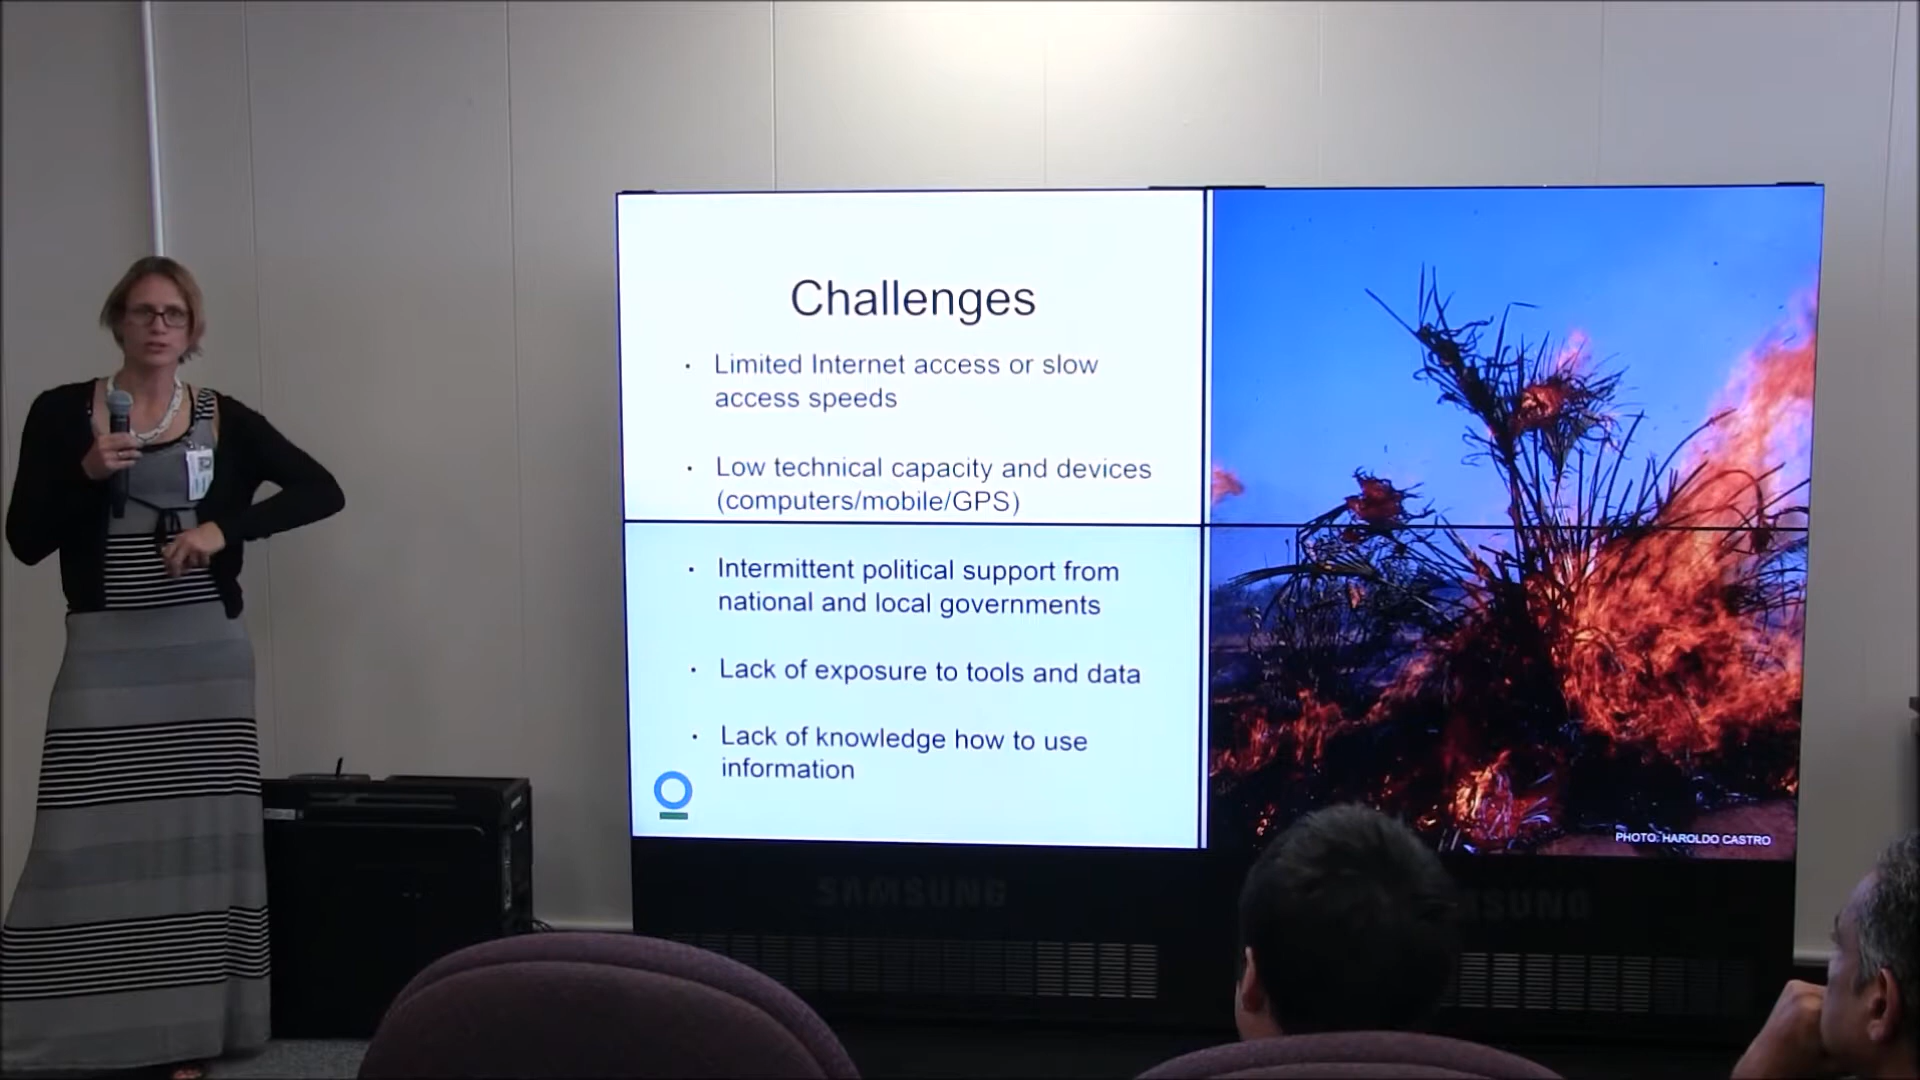 Challenges
· Limited Internet access or slow
access speeds
· Low technical capacity and devices
(computers/mobile/GPS)
· Intermittent political support from
national and local governments
· Lack of exposure to tools and data
· Lack of knowledge how to use
information
PHOTO: HAROLDO CASTRO
SAMSUNG